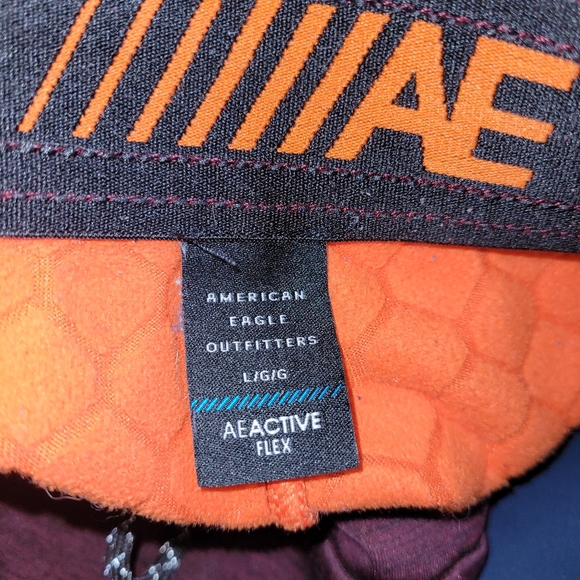 AE
AMERICAN
EAGLE
OUTFITTERS
L/G/G
AEACTIVE
FLEX